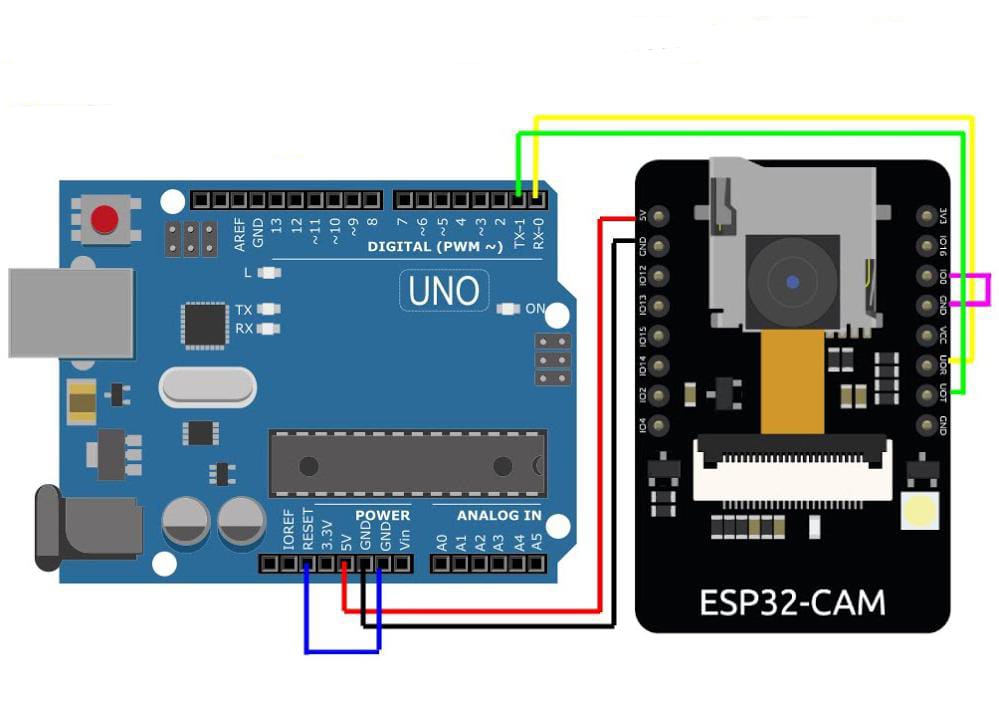 AREF
GND
13
12
~11
~10
~9
8
7
~6
~5
4
~3
2
TX-1
RX-0
DIGITAL (PWM ~)
L
TX
RX
UNO
ON
IOREF
RESET
3.3V
5V
GND
GND
Vin
POWER
ANALOG IN
A0
A1
A2
A3
A4
A5
5V
GND
IO12
IO13
IO15
IO14
IO2
IO4
3V3
IO16
IO0
GND
VCC
UOR
UOT
GND
ESP32-CAM